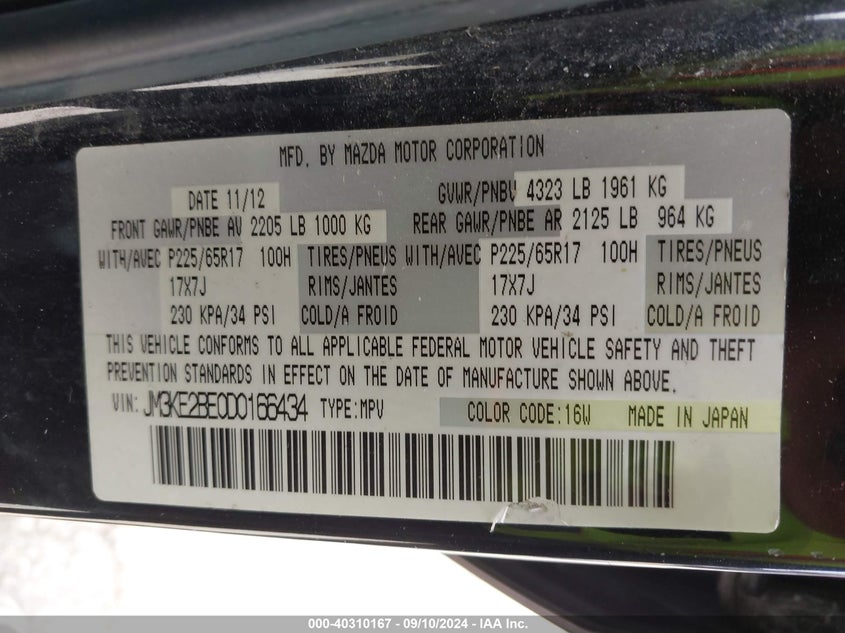 MFD. BY MAZDA MOTOR CORPORATION
DATE 11/12 GVWR/PNBV 4323 LB 1961 KG
FRONT GAWR/PNBE AV 2205 LB 1000 KG REAR GAWR/PNBE AR 2125 LB 964 KG
WITH/AVEC P225/65R17 100H TIRES/PNEUS WITH/AVEC P225/65R17 100H TIRES/PNEUS
17X7J RIMS/JANTES 17X7J RIMS/JANTES
230 KPA/34 PSI COLD/A FROID 230 KPA/34 PSI COLD/A FROID
THIS VEHICLE CONFORMS TO ALL APPLICABLE FEDERAL MOTOR VEHICLE SAFETY AND THEFT
PREVENTION STANDARDS IN EFFECT ON THE DATE OF MANUFACTURE SHOWN ABOVE.
VIN: JM3KE2BE0D0166434 TYPE:MPV COLOR CODE:16W MADE IN JAPAN
000-40310167 - 09/10/2024 - IAA Inc.